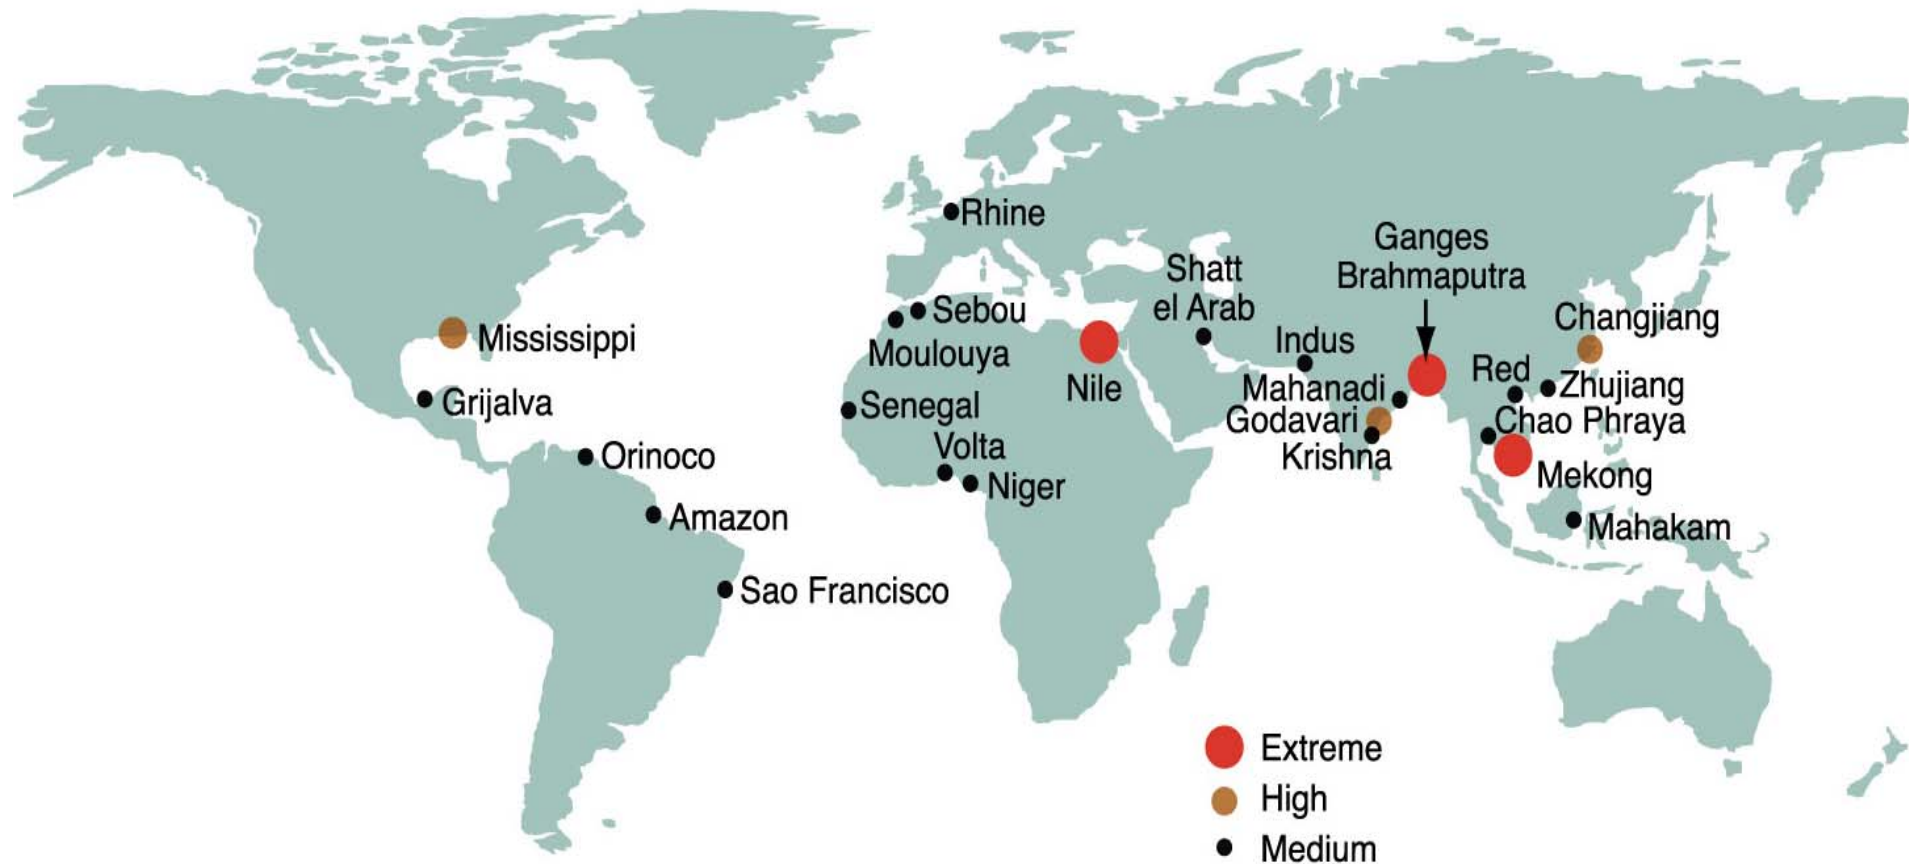 Rhine
Ganges
Brahmaputra
Shatt
el Arab
Sebou
Changjiang
Mississippi
Moulouya
Indus
Red
Nile
Mahanadi
Zhujiang
Grijalva
Senegal
Godavari
Chao Phraya
Volta
Krishna
Orinoco
Mekong
Niger
Amazon
Mahakam
Sao Francisco
Extreme
High
Medium